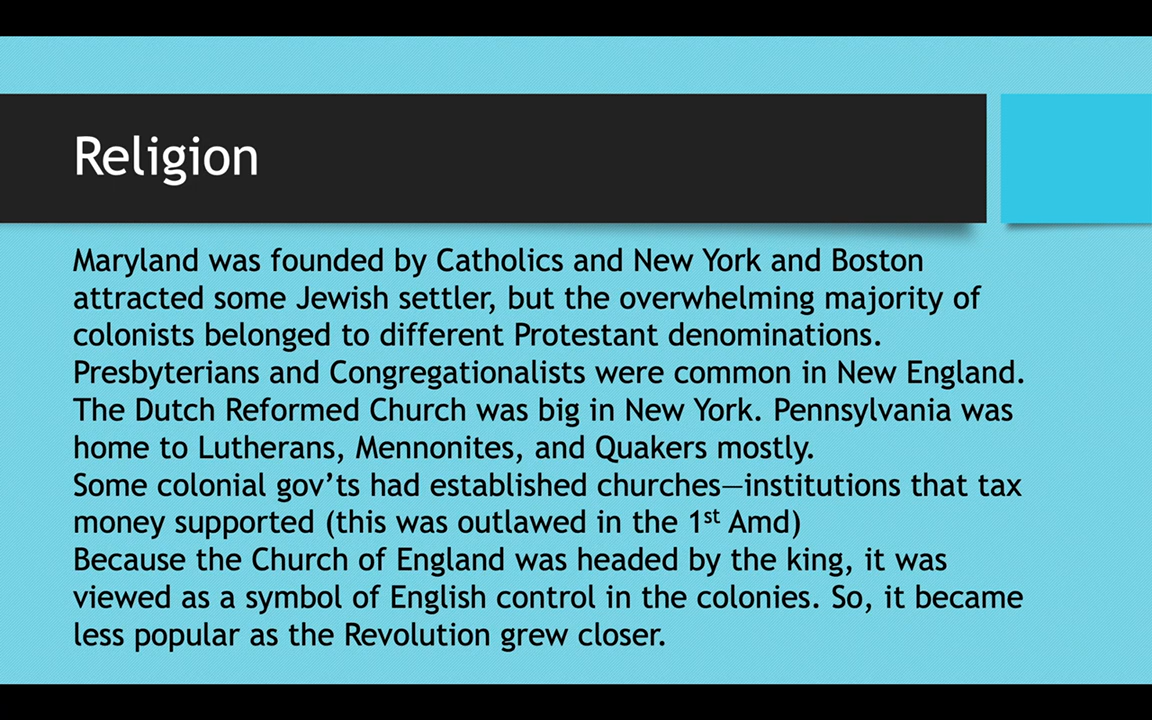 Religion
Maryland was founded by Catholics and New York and Boston
attracted some Jewish settler, but the overwhelming majority of
colonists belonged to different Protestant denominations.
Presbyterians and Congregationalists were common in New England.
The Dutch Reformed Church was big in New York. Pennsylvania was
home to Lutherans, Mennonites, and Quakers mostly.
Some colonial gov’ts had established churches—institutions that tax
money supported (this was outlawed in the 1st Amd)
Because the Church of England was headed by the king, it was
viewed as a symbol of English control in the colonies. So, it became
less popular as the Revolution grew closer.